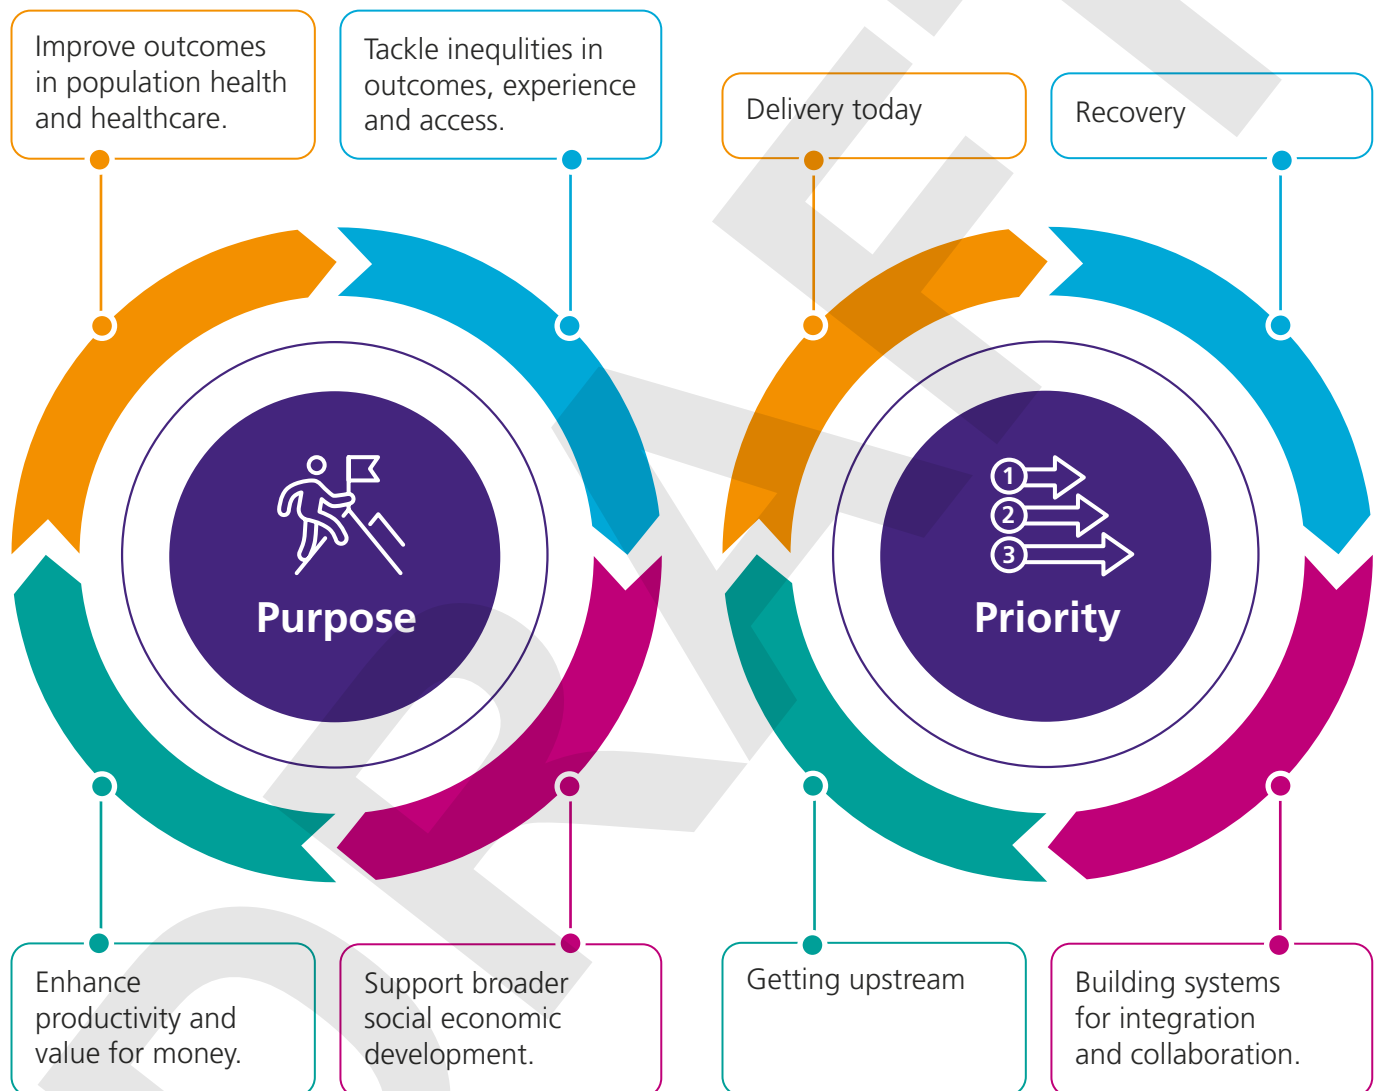 Improve outcomes
in population health
and healthcare.
Tackle inequlities in
outcomes, experience
and access.
Purpose
Enhance
productivity and
value for money.
Support broader
social economic
development.
Delivery today
Recovery
1
2
3
Priority
Getting upstream
Building systems
for integration
and collaboration.
DRAFT